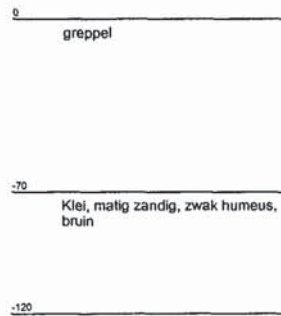 0
greppel
-70
Klei, matig zandig, zwak humeus,
bruin
-120